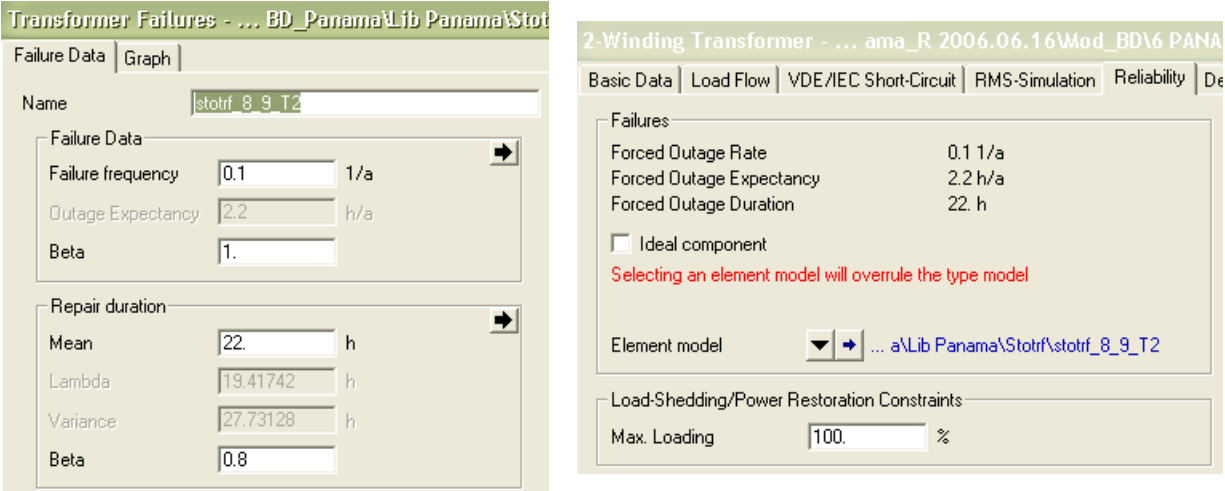 Transformer Failures - ... BD_Panama\Lib Panama\Stot
Failure Data Graph
Name stotrf_8_9_T2
Failure Data
Failure frequency 0.1 1/a
Outage Expectancy 2.2 h/a
Beta 1.
Repair duration
Mean 22. h
Lambda 19.41742 h
Variance 27.73128 h
Beta 0.8
2-Winding Transformer - ... ama_R 2006.06.16\Mod_BD\6 PANA
Basic Data Load Flow VDE/IEC Short-Circuit RMS-Simulation Reliability De
Failures
Forced Outage Rate 0.1 1/a
Forced Outage Expectancy 2.2 h/a
Forced Outage Duration 22. h
Ideal component
Selecting an element model will overrule the type model
Element model ... a\Lib Panama\Stotrf\stotrf_8_9_T2
Load-Shedding/Power Restoration Constraints
Max. Loading 100. %